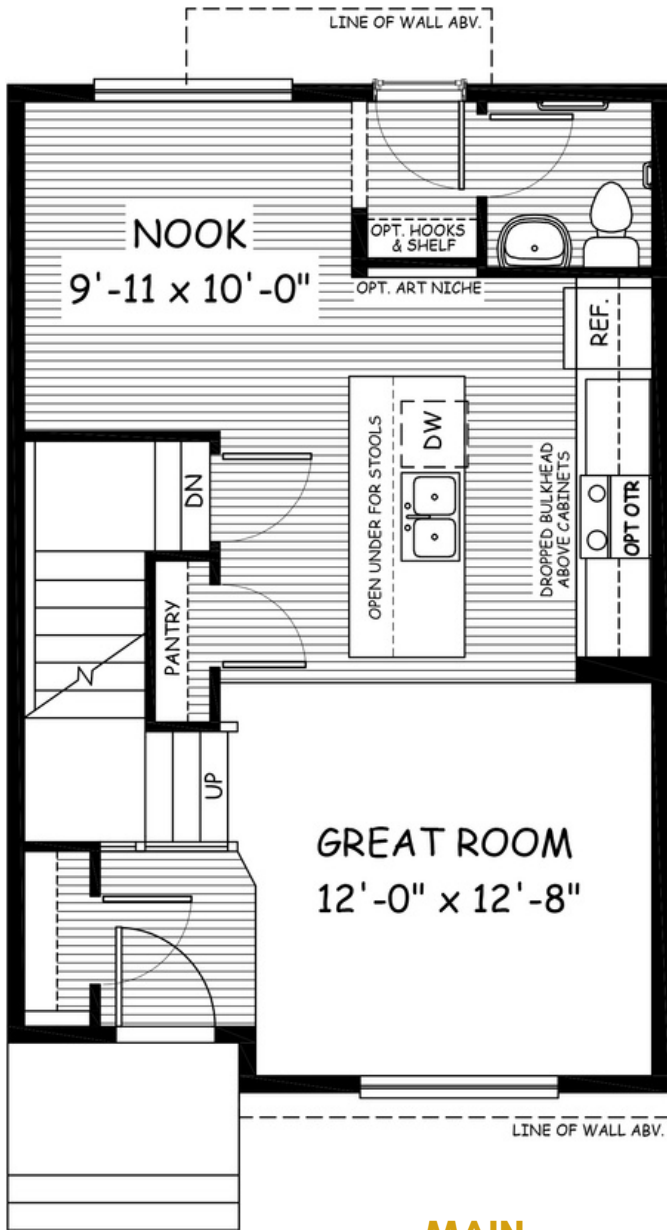 LINE OF WALL ABV.
NOOK
9'-11 x 10'-0"
OPT. HOOKS
& SHELF
OPT. ART NICHE
REF.
DN
OPEN UNDER FOR STOOLS
DW
DROPPED BULKHEAD
ABOVE CABINETS
OPT OTR
PANTRY
UP
GREAT ROOM
12'-0" x 12'-8"
LINE OF WALL ABV.
MAIN